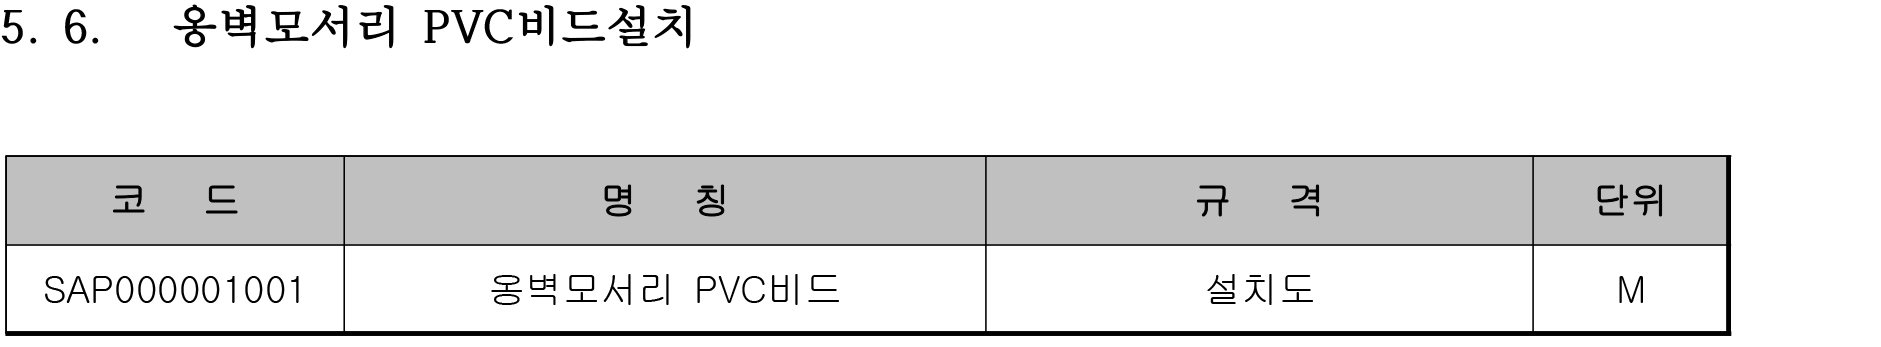 5. 6. 옹벽모서리 PVC비드설치
코 드 명 칭 규 격 단위
SAP000001001 옹벽모서리 PVC비드 설치도 M